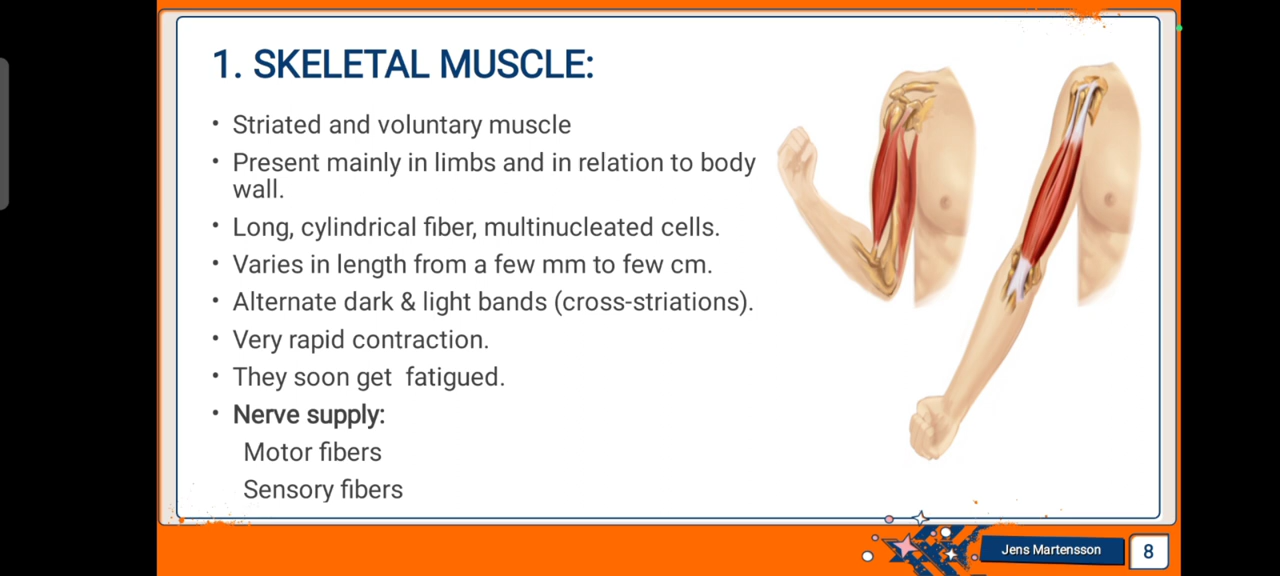 1. SKELETAL MUSCLE:
• Striated and voluntary muscle
• Present mainly in limbs and in relation to body
wall.
• Long, cylindrical fiber, multinucleated cells.
• Varies in length from a few mm to few cm.
• Alternate dark & light bands (cross-striations).
• Very rapid contraction.
• They soon get  fatigued.
• Nerve supply:
Motor fibers
Sensory fibers
Jens Martensson
8